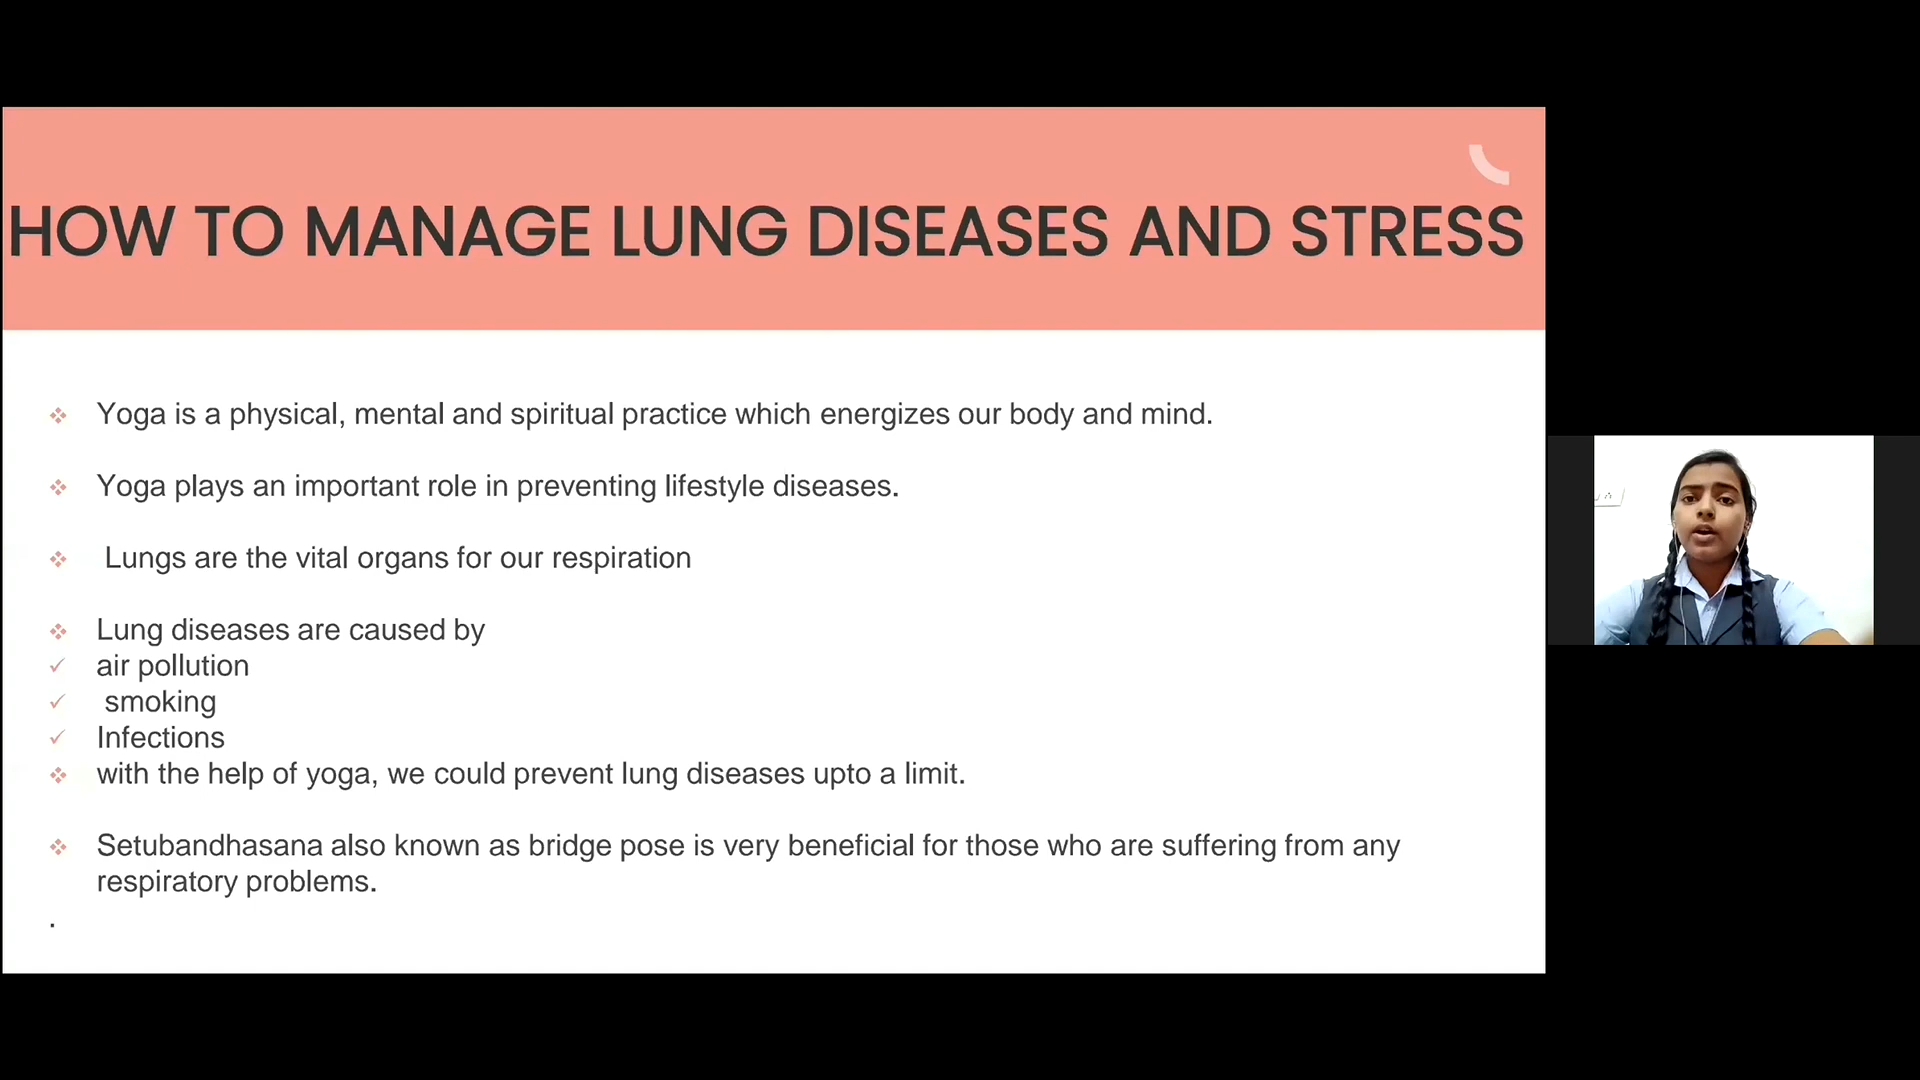 HOW TO MANAGE LUNG DISEASES AND STRESS
Yoga is a physical, mental and spiritual practice which energizes our body and mind.
Yoga plays an important role in preventing lifestyle diseases.
Lungs are the vital organs for our respiration
Lung diseases are caused by
air pollution
smoking
Infections
with the help of yoga, we could prevent lung diseases upto a limit.
Setubandhasana also known as bridge pose is very beneficial for those who are suffering from any
respiratory problems.
.